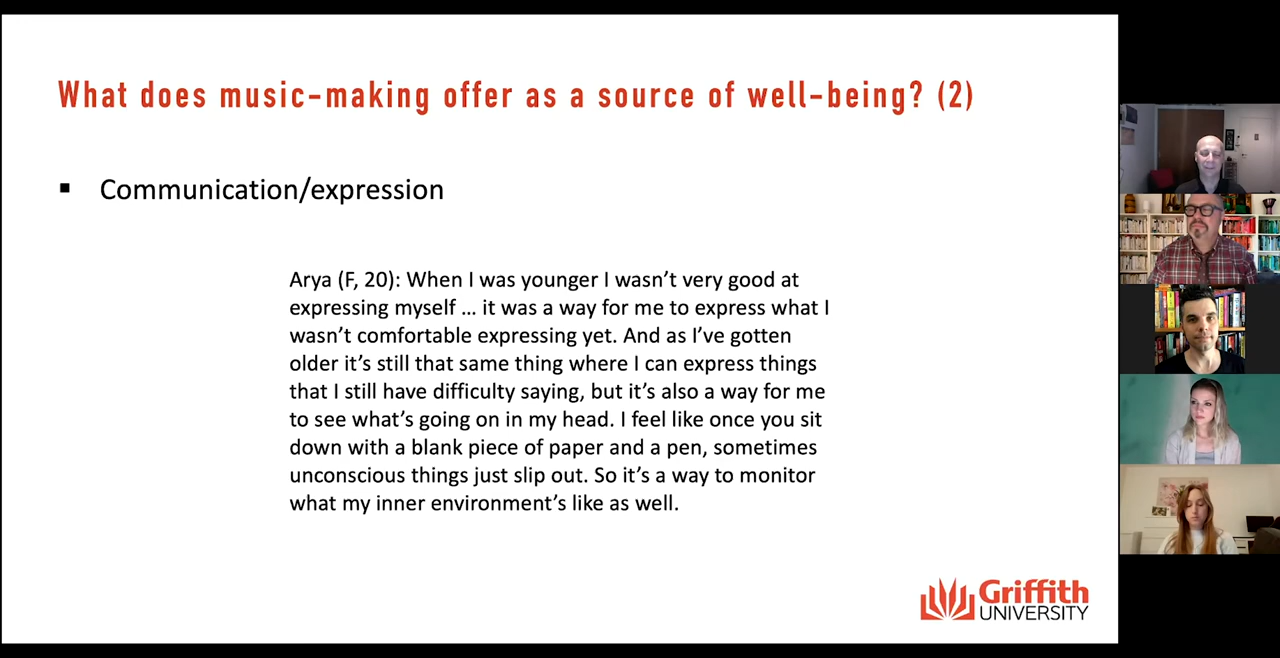 What does music-making offer as a source of well-being? (2)
▪ Communication/expression
Arya (F, 20): When I was younger I wasn’t very good at
expressing myself … it was a way for me to express what I
wasn’t comfortable expressing yet. And as I’ve gotten
older it’s still that same thing where I can express things
that I still have difficulty saying, but it’s also a way for me
to see what’s going on in my head. I feel like once you sit
down with a blank piece of paper and a pen, sometimes
unconscious things just slip out. So it’s a way to monitor
what my inner environment’s like as well.
Griffith
UNIVERSITY